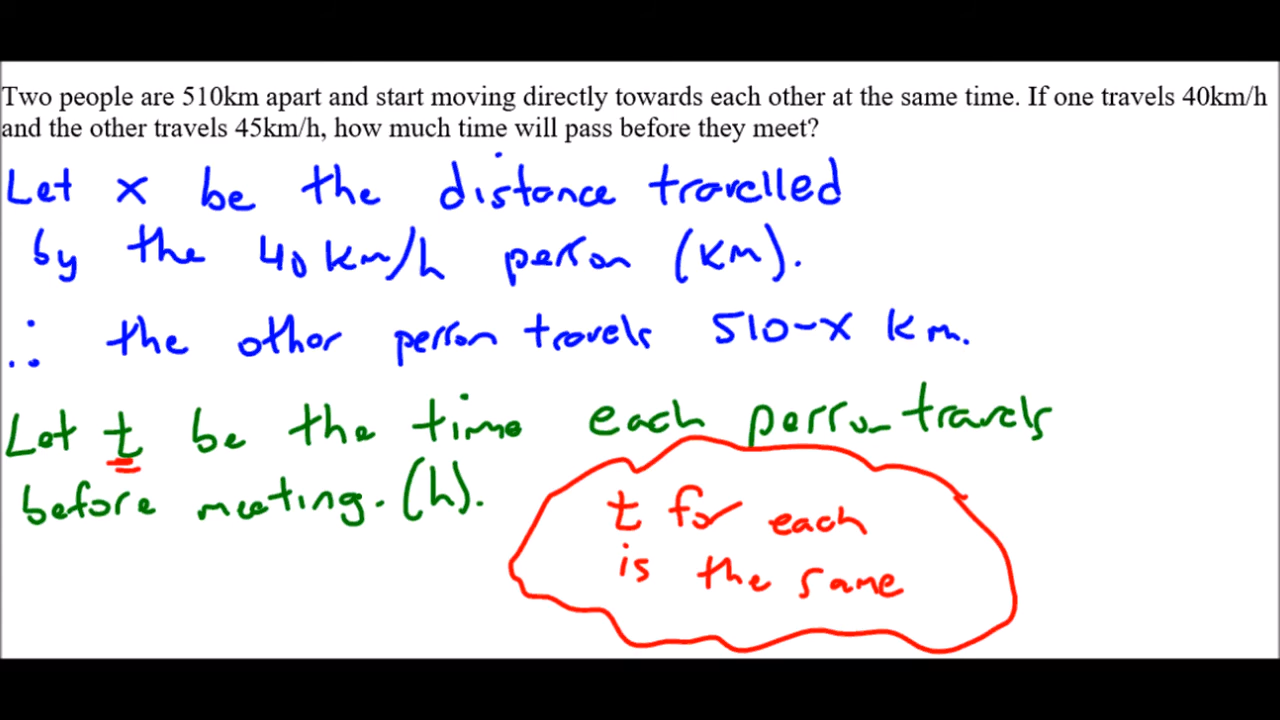 Two people are 510km apart and start moving directly towards each other at the same time. If one travels 40km/h
and the other travels 45km/h, how much time will pass before they meet?
Let x be the distance travelled
by the 40 km/h person (km).
∴ the other person travels 510-x km.
Let t be the time each person travels
before meeting. (h).
t for each
is the same